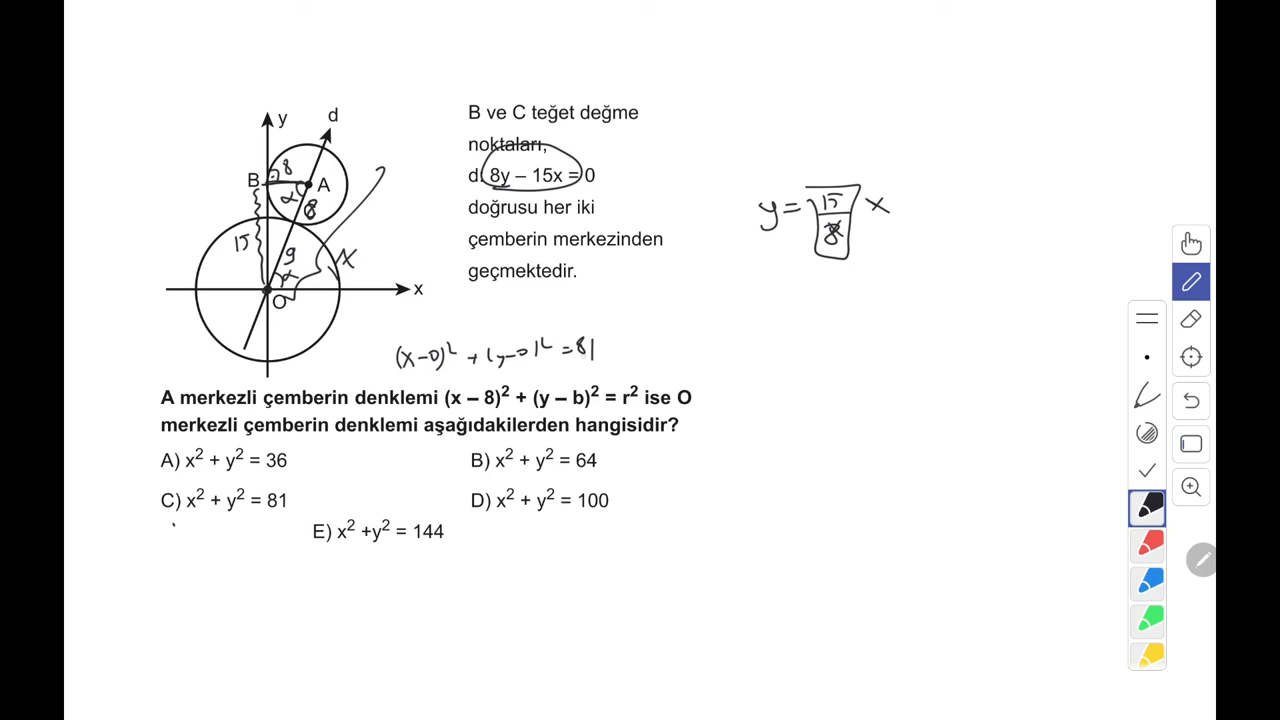 y
d
B
8
A
α
8
15
9
α
x
O
x
B ve C teğet değme
noktaları,
d: 8y – 15x = 0
doğrusu her iki
çemberin merkezinden
geçmektedir.
y = 15/8 x
(x-0)² + (y-0)² = 81
A merkezli çemberin denklemi (x – 8)² + (y – b)² = r² ise O
merkezli çemberin denklemi aşağıdakilerden hangisidir?
A) x² + y² = 36
B) x² + y² = 64
C) x² + y² = 81
D) x² + y² = 100
E) x² +y² = 144